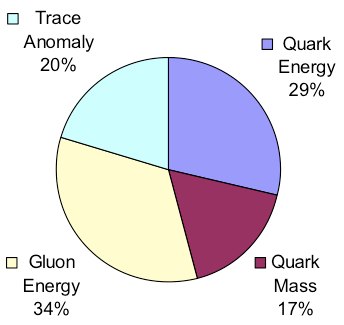 Trace
Anomaly
20%
Quark
Energy
29%
Gluon
Energy
34%
Quark
Mass
17%